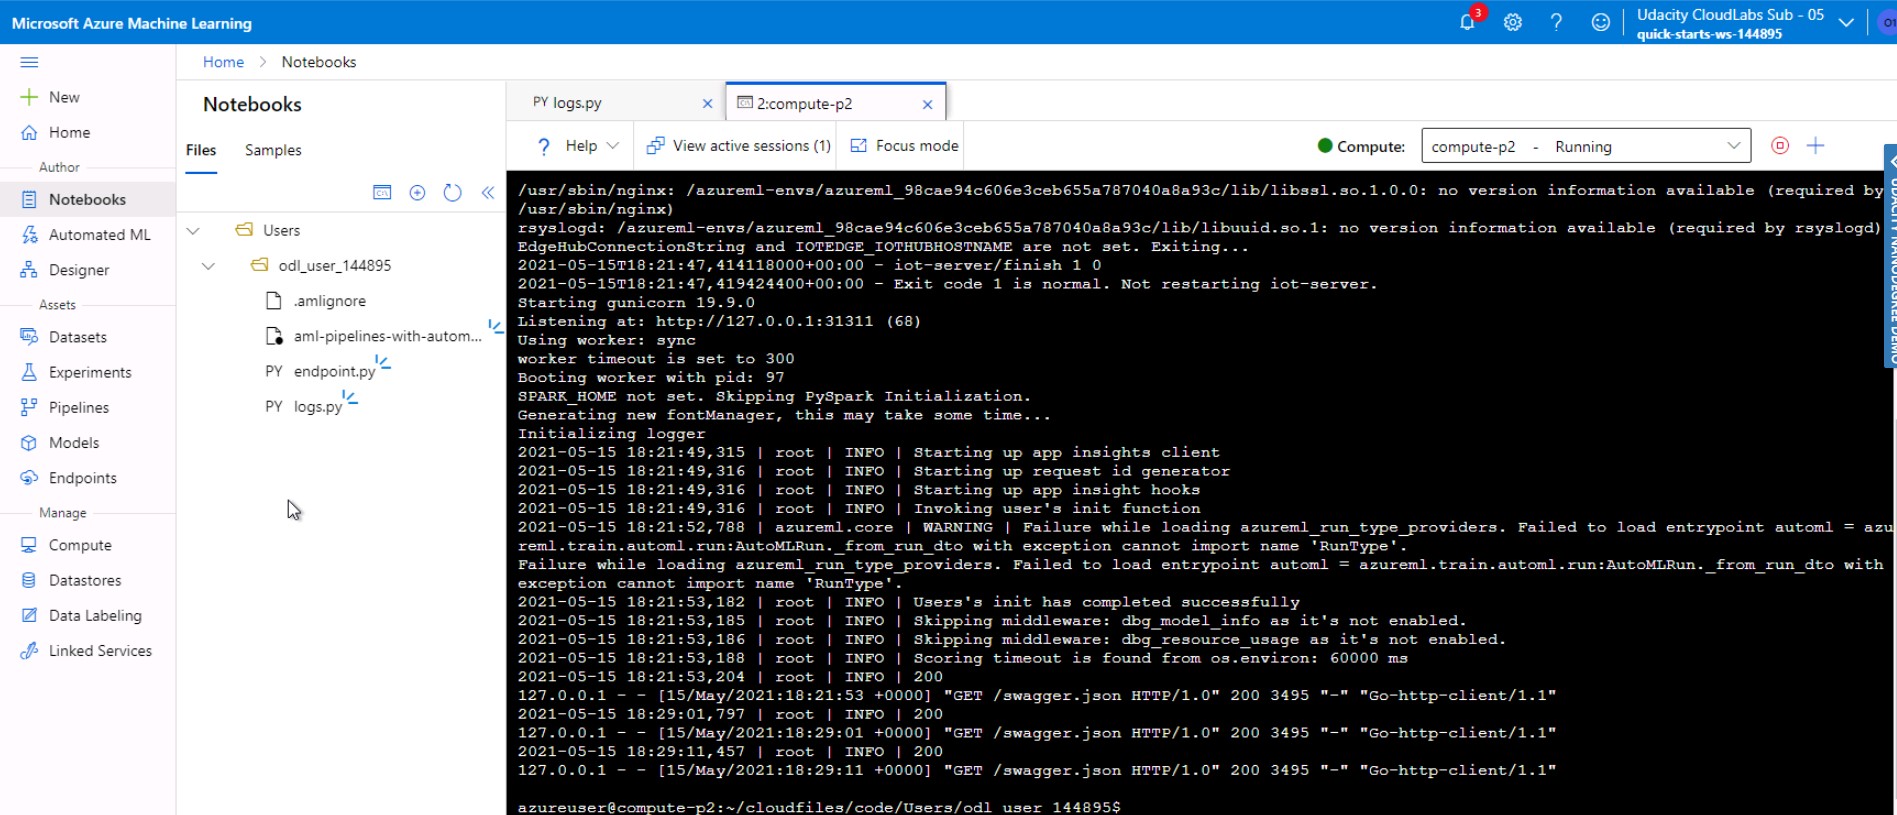 Microsoft Azure Machine Learning
3
Udacity CloudLabs Sub - 05
quick-starts-ws-144895
Home > Notebooks
New
Home
Author
Notebooks
Automated ML
Designer
Assets
Datasets
Experiments
Pipelines
Models
Endpoints
Manage
Compute
Datastores
Data Labeling
Linked Services
Notebooks
Files Samples
Users
odl_user_144895
.amlignore
aml-pipelines-with-autom...
PY endpoint.py
PY logs.py
PY logs.py
2:compute-p2
? Help
View active sessions (1)
Focus mode
Compute: compute-p2 - Running
/usr/sbin/nginx: /azureml-envs/azureml_98cae94c606e3ceb655a787040a8a93c/lib/libssl.so.1.0.0: no version information available (required by
/usr/sbin/nginx)
rsyslogd: /azureml-envs/azureml_98cae94c606e3ceb655a787040a8a93c/lib/libuuid.so.1: no version information available (required by rsyslogd)
EdgeHubConnectionString and IOTEDGE_IOTHUBHOSTNAME are not set. Exiting...
2021-05-15T18:21:47,414118000+00:00 - iot-server/finish 1 0
2021-05-15T18:21:47,419424400+00:00 - Exit code 1 is normal. Not restarting iot-server.
Starting gunicorn 19.9.0
Listening at: http://127.0.0.1:31311 (68)
Using worker: sync
worker timeout is set to 300
Booting worker with pid: 97
SPARK_HOME not set. Skipping PySpark Initialization.
Generating new fontManager, this may take some time...
Initializing logger
2021-05-15 18:21:49,315 | root | INFO | Starting up app insights client
2021-05-15 18:21:49,316 | root | INFO | Starting up request id generator
2021-05-15 18:21:49,316 | root | INFO | Starting up app insight hooks
2021-05-15 18:21:49,316 | root | INFO | Invoking user's init function
2021-05-15 18:21:52,788 | azureml.core | WARNING | Failure while loading azureml_run_type_providers. Failed to load entrypoint automl = azu
reml.train.automl.run:AutoMLRun._from_run_dto with exception cannot import name 'RunType'.
Failure while loading azureml_run_type_providers. Failed to load entrypoint automl = azureml.train.automl.run:AutoMLRun._from_run_dto with
exception cannot import name 'RunType'.
2021-05-15 18:21:53,182 | root | INFO | Users's init has completed successfully
2021-05-15 18:21:53,185 | root | INFO | Skipping middleware: dbg_model_info as it's not enabled.
2021-05-15 18:21:53,186 | root | INFO | Skipping middleware: dbg_resource_usage as it's not enabled.
2021-05-15 18:21:53,188 | root | INFO | Scoring timeout is found from os.environ: 60000 ms
2021-05-15 18:21:53,204 | root | INFO | 200
127.0.0.1 - - [15/May/2021:18:21:53 +0000] "GET /swagger.json HTTP/1.0" 200 3495 "-" "Go-http-client/1.1"
2021-05-15 18:29:01,797 | root | INFO | 200
127.0.0.1 - - [15/May/2021:18:29:01 +0000] "GET /swagger.json HTTP/1.0" 200 3495 "-" "Go-http-client/1.1"
2021-05-15 18:29:11,457 | root | INFO | 200
127.0.0.1 - - [15/May/2021:18:29:11 +0000] "GET /swagger.json HTTP/1.0" 200 3495 "-" "Go-http-client/1.1"
azureuser@compute-p2:~/cloudfiles/code/Users/odl_user_144895$